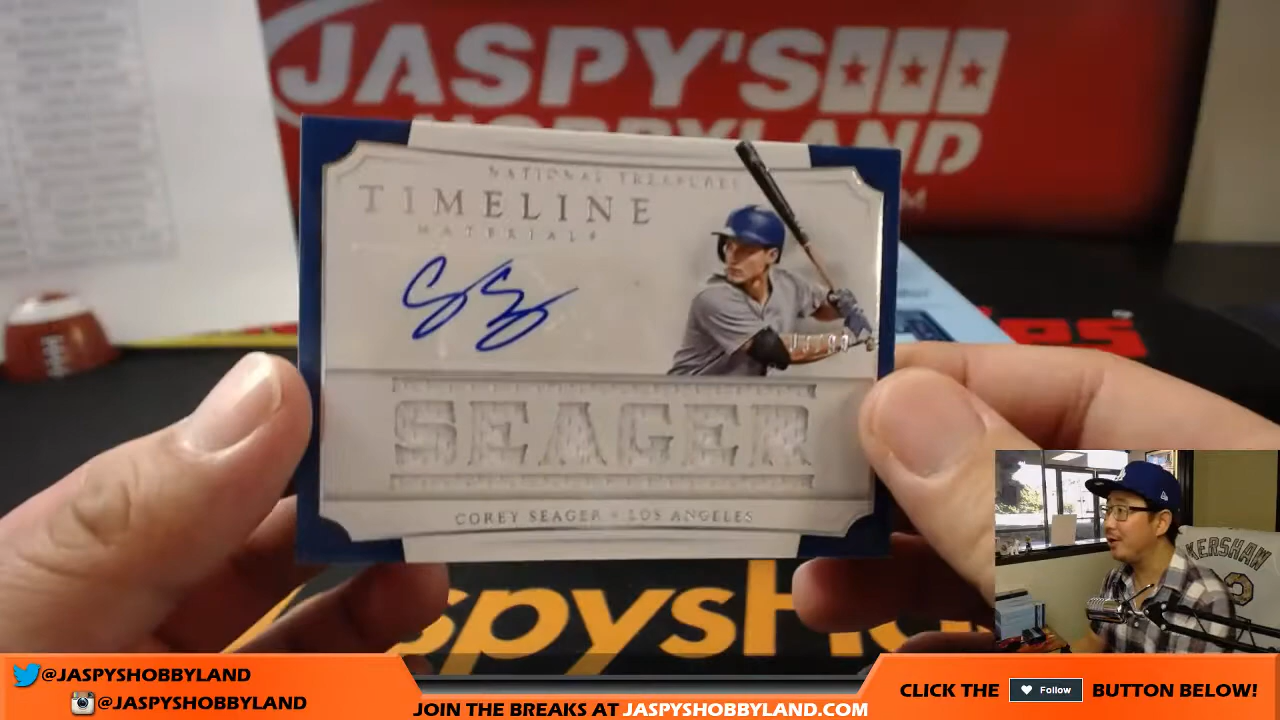 JASPY'S
HOBBYLAND
NATIONAL TREASURES
TIMELINE
MATERIALS
SEAGER
COREY SEAGER • LOS ANGELES
KERSHAW
@JASPYSHOBBYLAND
@JASPYSHOBBYLAND
JOIN THE BREAKS AT JASPYSHOBBYLAND.COM
CLICK THE Follow BUTTON BELOW!